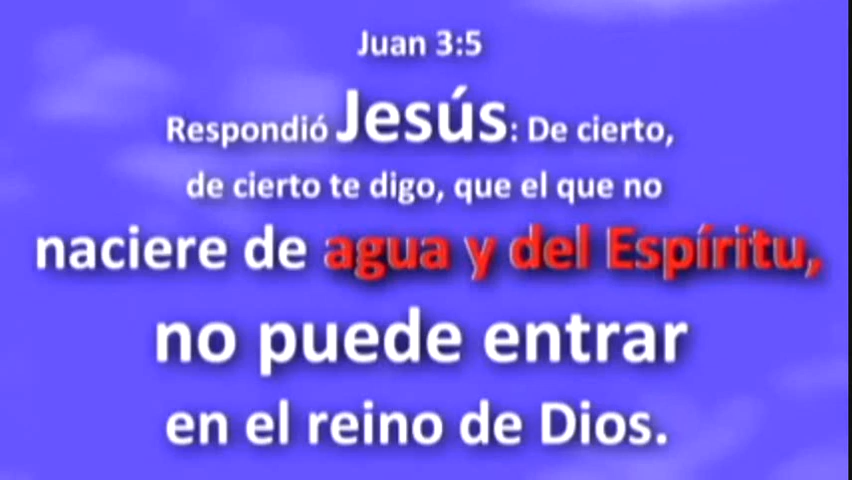 Juan 3:5
Respondió Jesús: De cierto,
de cierto te digo, que el que no
naciere de agua y del Espíritu,
no puede entrar
en el reino de Dios.